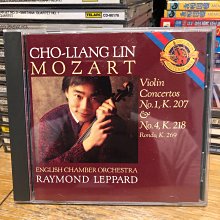 CHO-LIANG LIN
MOZART
Violin
Concertos
No.1, K. 207
&
No.4, K. 218
Rondo, K. 269
ENGLISH CHAMBER ORCHESTRA
RAYMOND LEPPARD